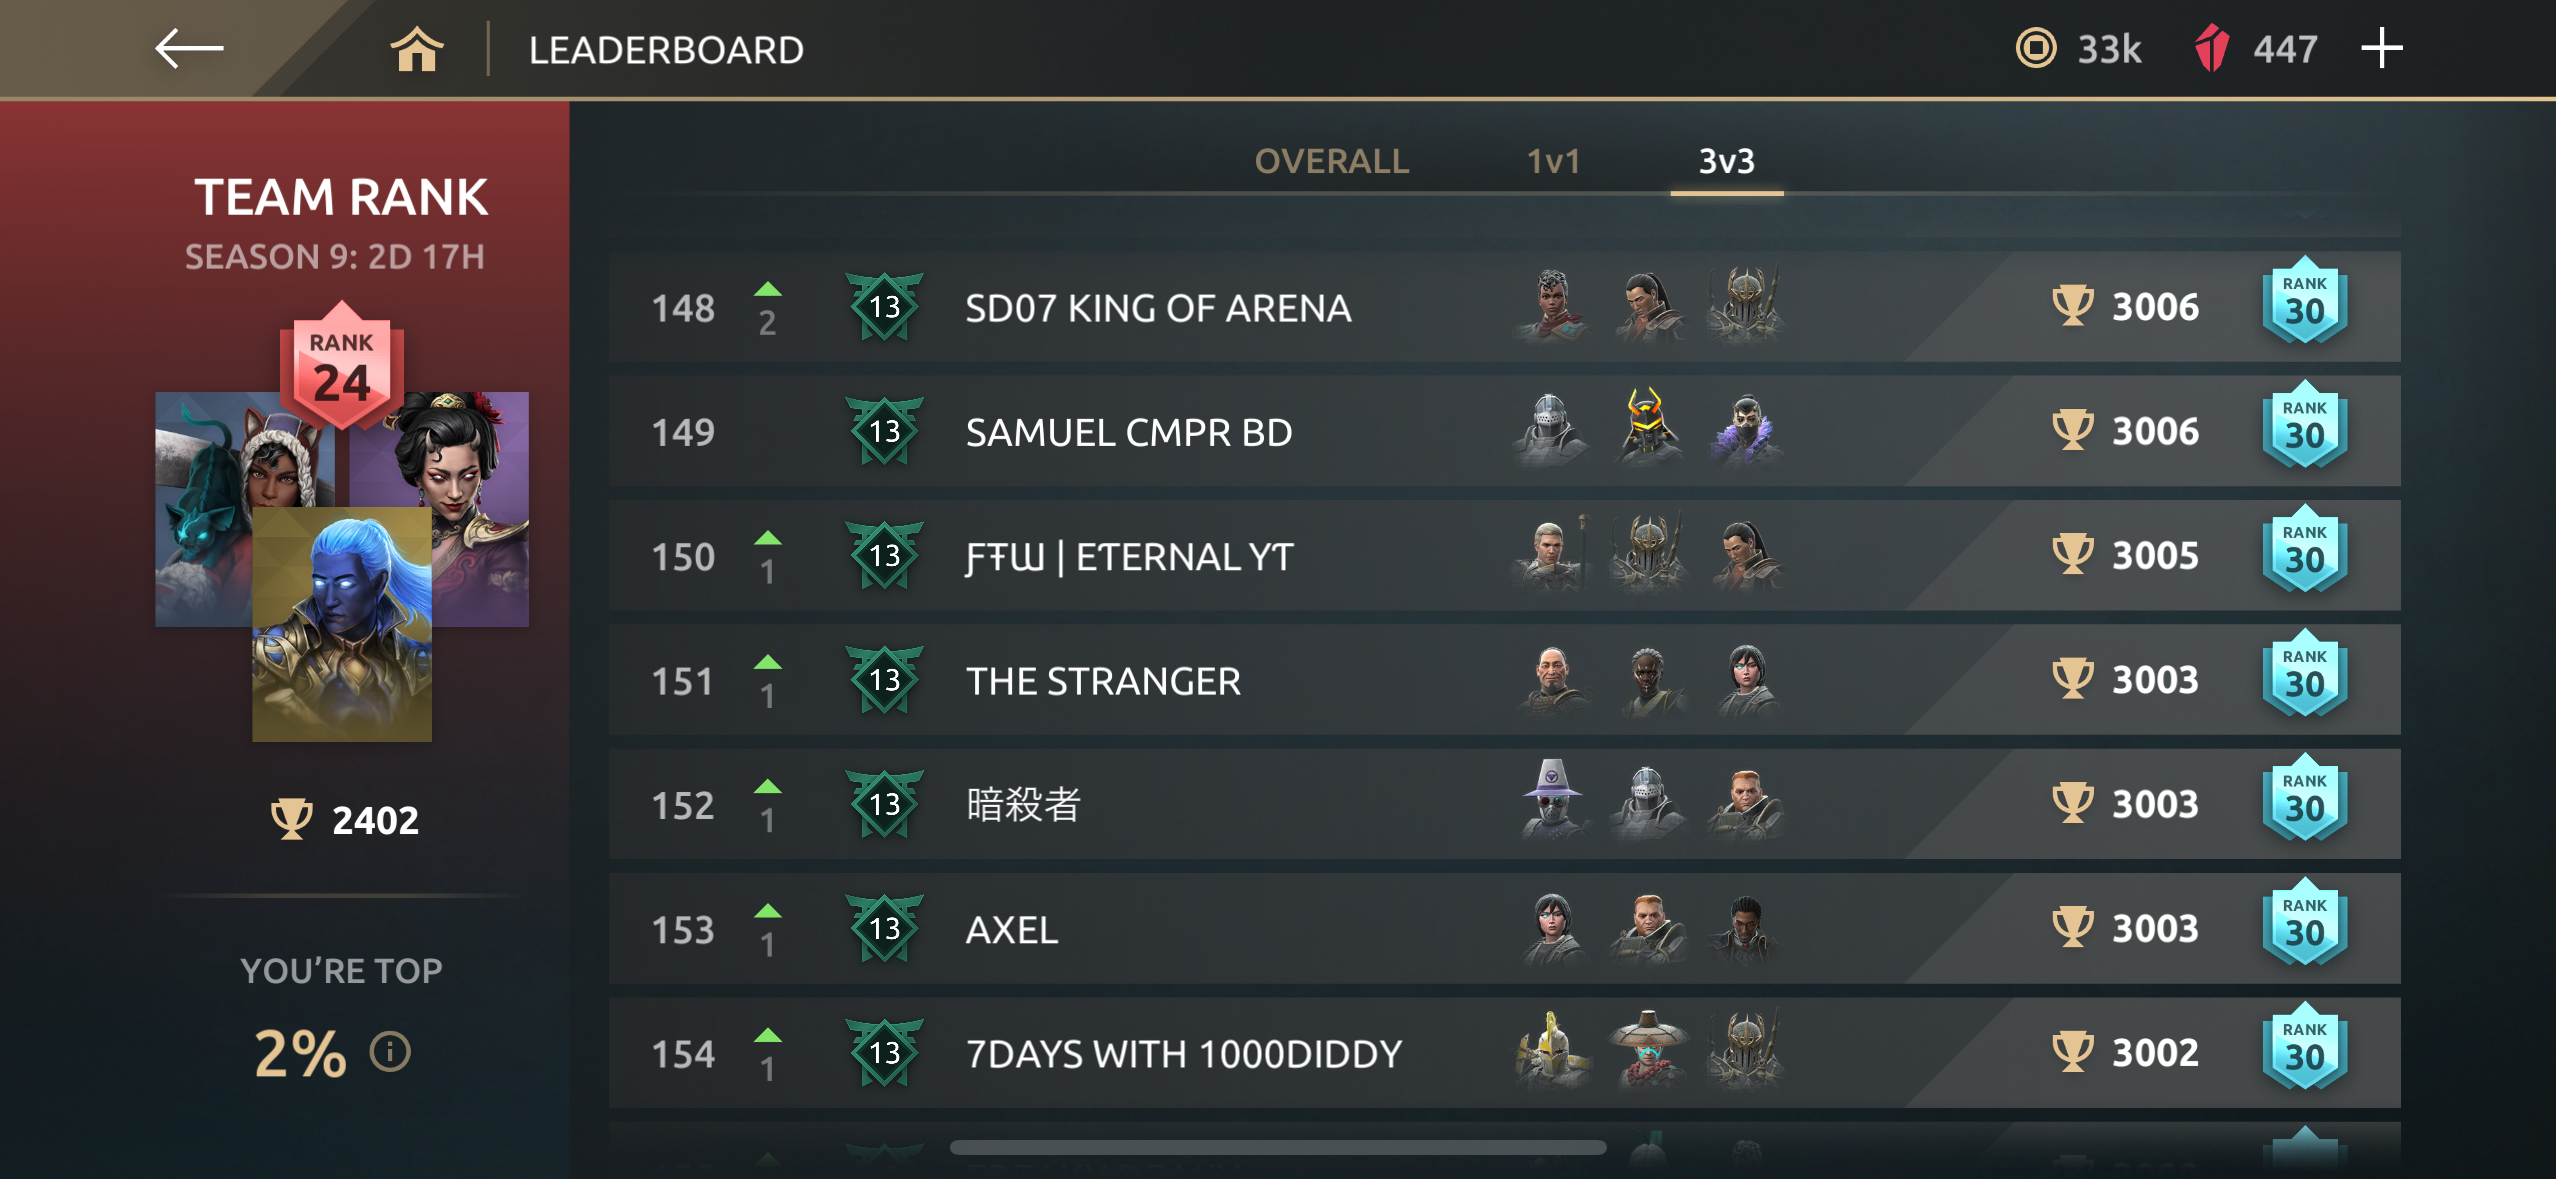 LEADERBOARD
33k
447
TEAM RANK
SEASON 9: 2D 17H
RANK
24
2402
YOU'RE TOP
2%
OVERALL 1v1 3v3
148 2 13 SD07 KING OF ARENA 3006 RANK 30
149 13 SAMUEL CMPR BD 3006 RANK 30
150 1 13 ƑŦƜ | EƬERNAL YƬ 3005 RANK 30
151 1 13 THE STRANGER 3003 RANK 30
152 1 13 暗殺者 3003 RANK 30
153 1 13 AXEL 3003 RANK 30
154 1 13 7DAYS WITH 1000DIDDY 3002 RANK 30